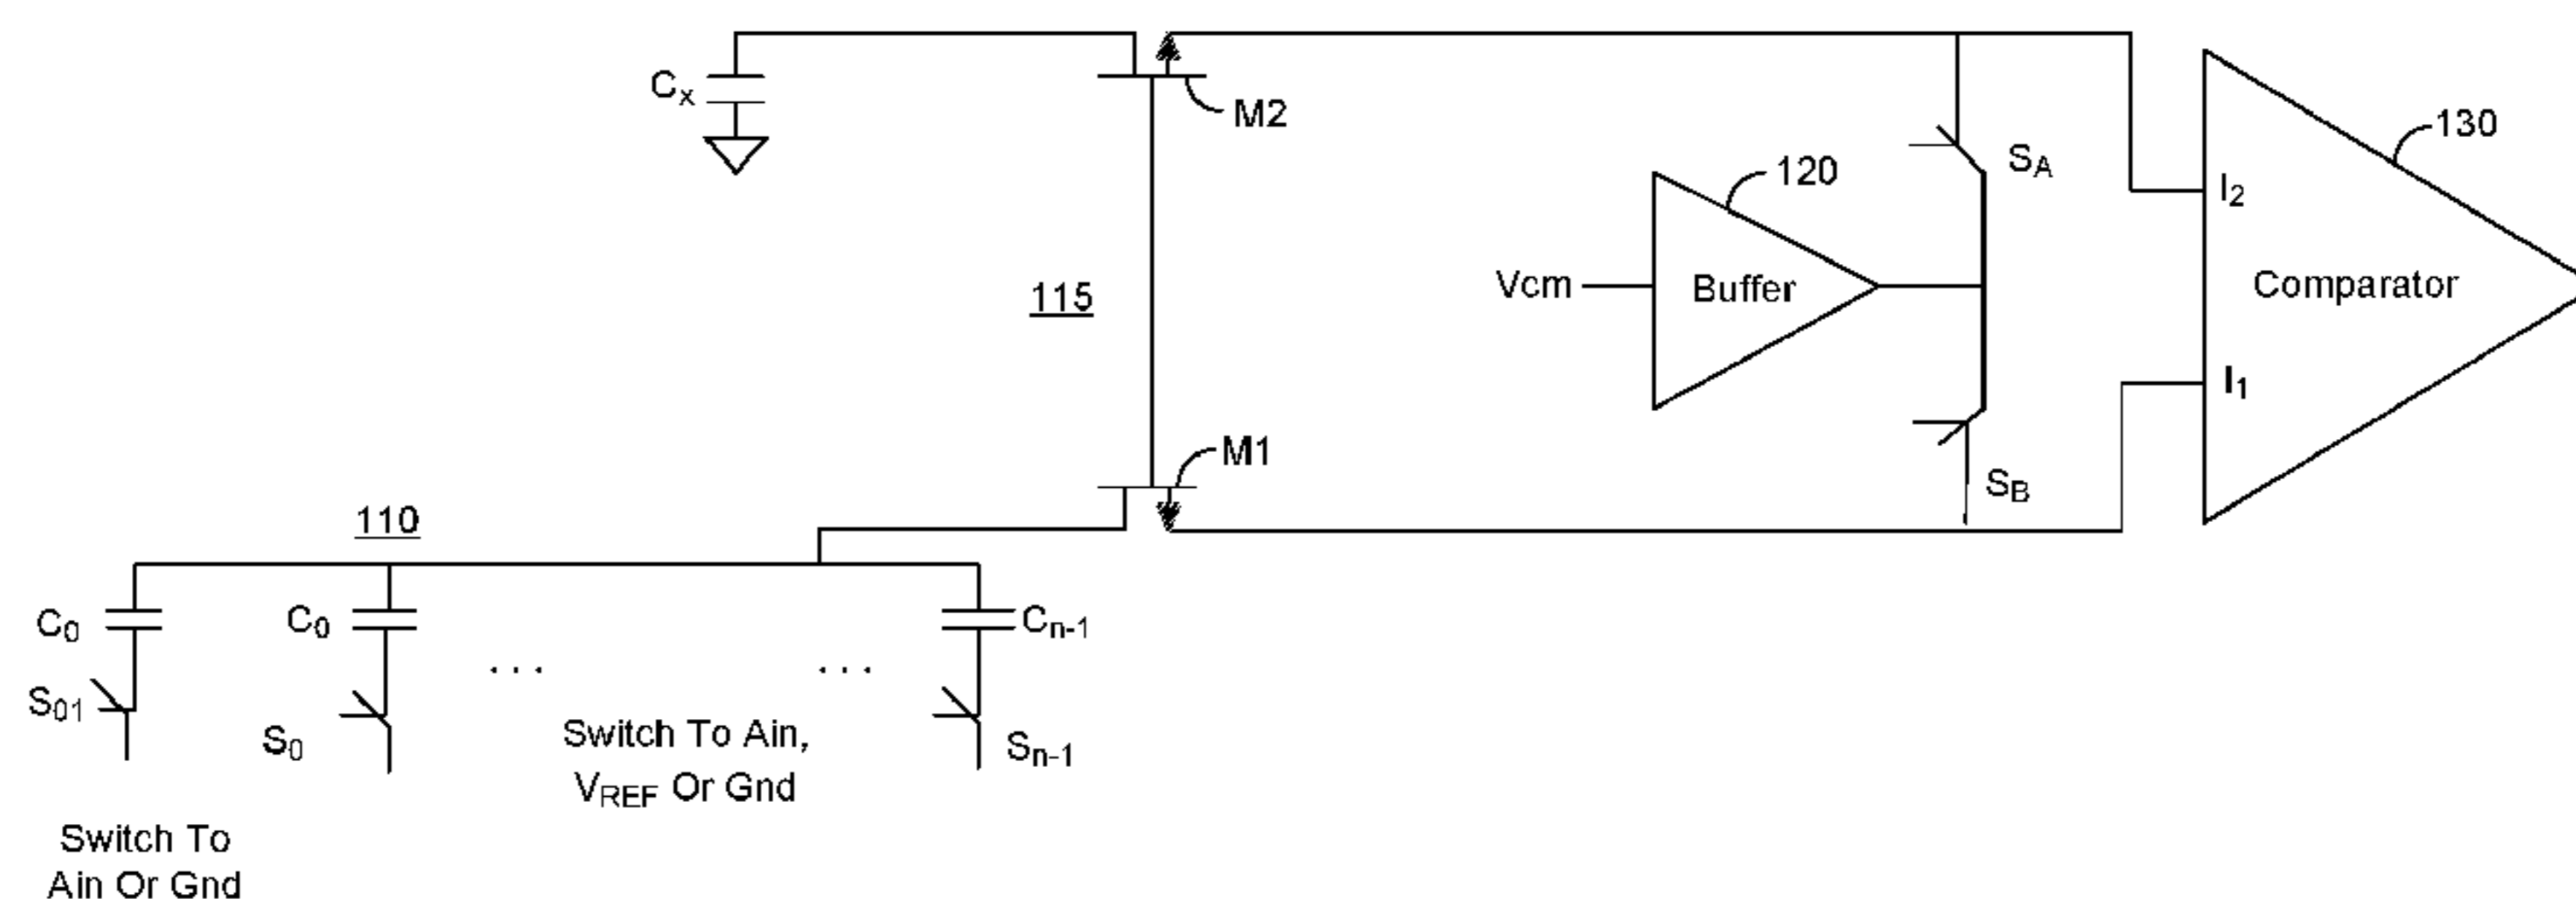 Cx
M2
130
SA
120
I2
Vcm
Buffer
Comparator
115
I1
M1
SB
110
C0
C0
Cn-1
. . .
. . .
S01
S0
Sn-1
Switch To Ain,
VREF Or Gnd
Switch To
Ain Or Gnd